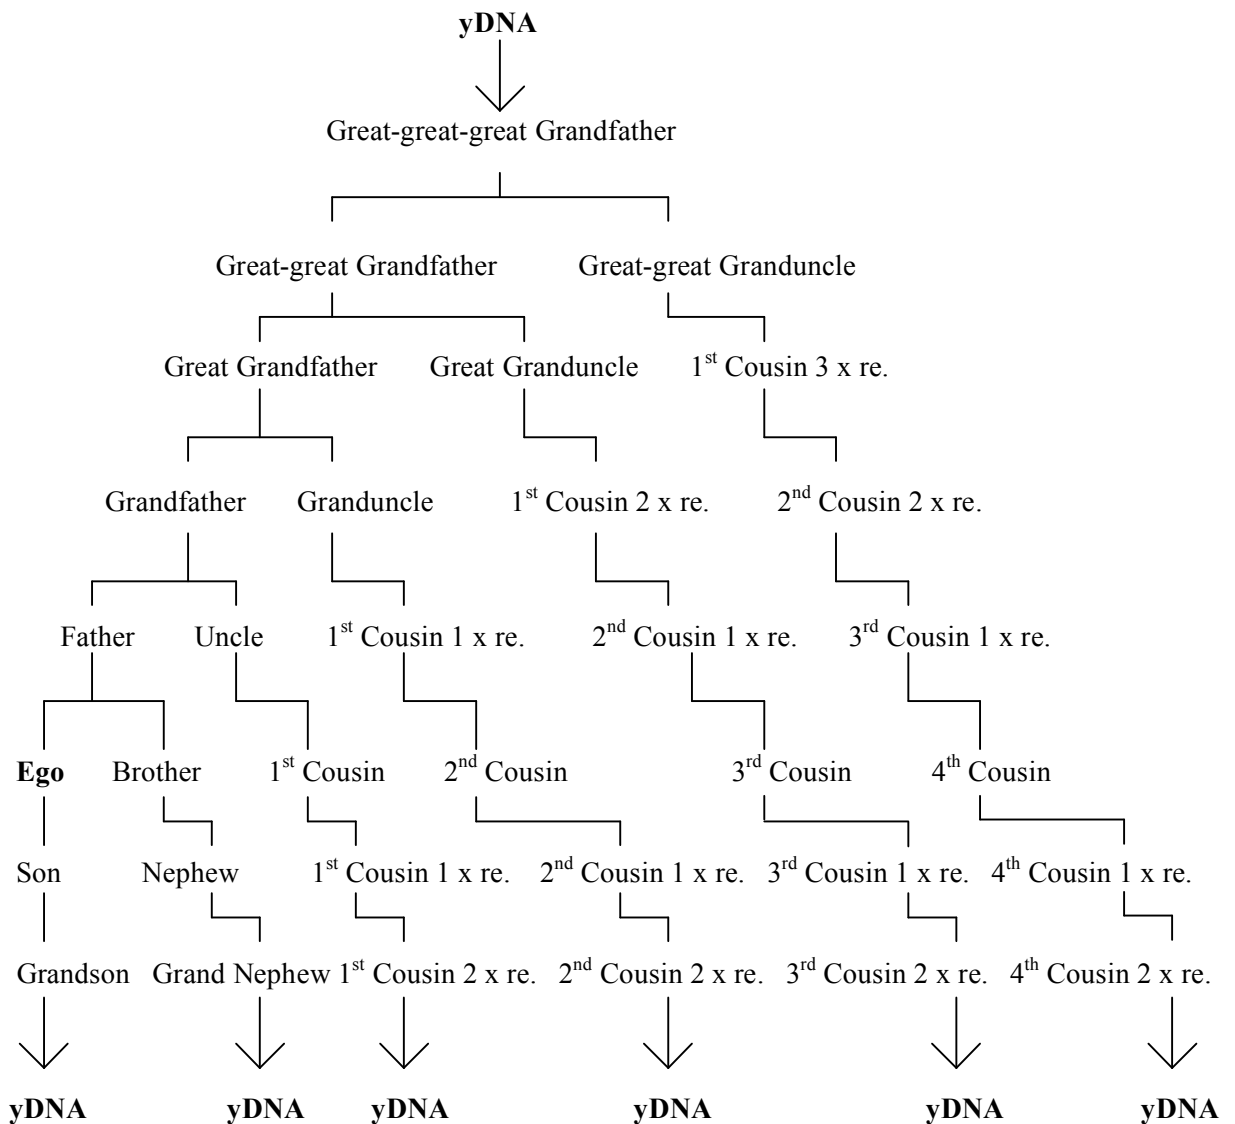 yDNA
Great-great-great Grandfather
Great-great Grandfather Great-great Granduncle
Great Grandfather Great Granduncle 1st Cousin 3 x re.
Grandfather Granduncle 1st Cousin 2 x re. 2nd Cousin 2 x re.
Father Uncle 1st Cousin 1 x re. 2nd Cousin 1 x re. 3rd Cousin 1 x re.
Ego Brother 1st Cousin 2nd Cousin 3rd Cousin 4th Cousin
Son Nephew 1st Cousin 1 x re. 2nd Cousin 1 x re. 3rd Cousin 1 x re. 4th Cousin 1 x re.
Grandson Grand Nephew 1st Cousin 2 x re. 2nd Cousin 2 x re. 3rd Cousin 2 x re. 4th Cousin 2 x re.
yDNA yDNA yDNA yDNA yDNA yDNA